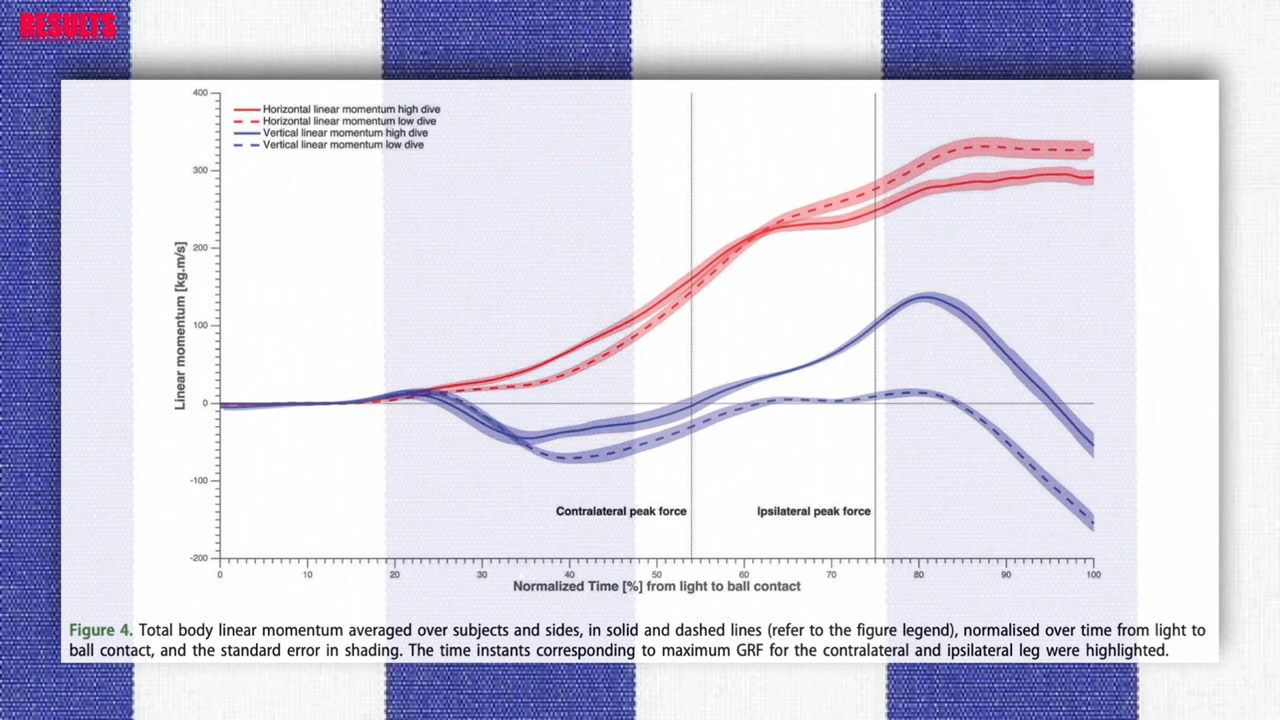 RESULTS
400
300
200
100
0
-100
-200
Linear momentum [kg.m/s]
Horizontal linear momentum high dive
Horizontal linear momentum low dive
Vertical linear momentum high dive
Vertical linear momentum low dive
Contralateral peak force
Ipsilateral peak force
0 10 20 30 40 50 60 70 80 90 100
Normalized Time [%] from light to ball contact
Figure 4. Total body linear momentum averaged over subjects and sides, in solid and dashed lines (refer to the figure legend), normalised over time from light to
ball contact, and the standard error in shading. The time instants corresponding to maximum GRF for the contralateral and ipsilateral leg were highlighted.